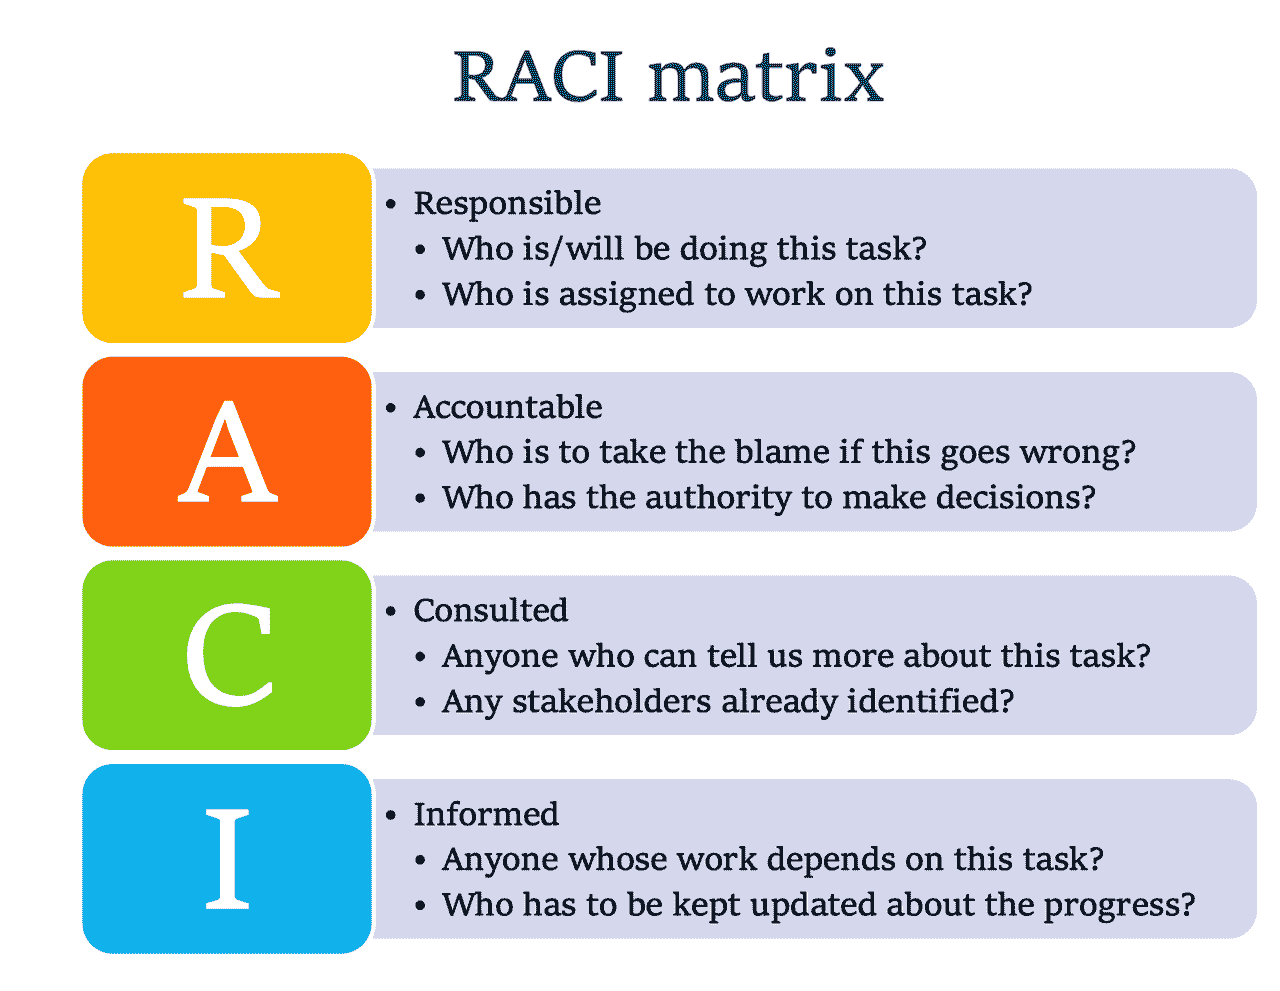 RACI matrix
R
• Responsible
• Who is/will be doing this task?
• Who is assigned to work on this task?
A
• Accountable
• Who is to take the blame if this goes wrong?
• Who has the authority to make decisions?
C
• Consulted
• Anyone who can tell us more about this task?
• Any stakeholders already identified?
I
• Informed
• Anyone whose work depends on this task?
• Who has to be kept updated about the progress?